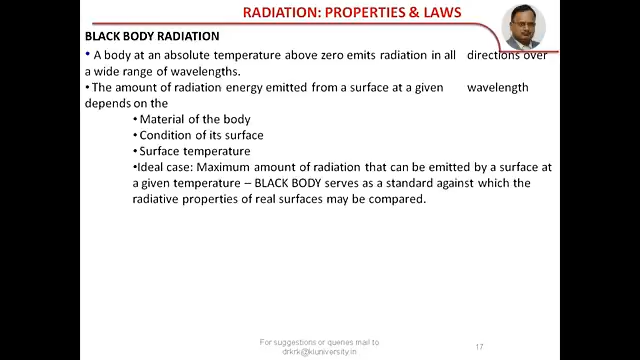 RADIATION: PROPERTIES & LAWS
BLACK BODY RADIATION
• A body at an absolute temperature above zero emits radiation in all directions over
a wide range of wavelengths.
• The amount of radiation energy emitted from a surface at a given wavelength
depends on the
• Material of the body
• Condition of its surface
• Surface temperature
•Ideal case: Maximum amount of radiation that can be emitted by a surface at
a given temperature – BLACK BODY serves as a standard against which the
radiative properties of real surfaces may be compared.
For suggestions or queries mail to
drkrk@kluniversity.in
17